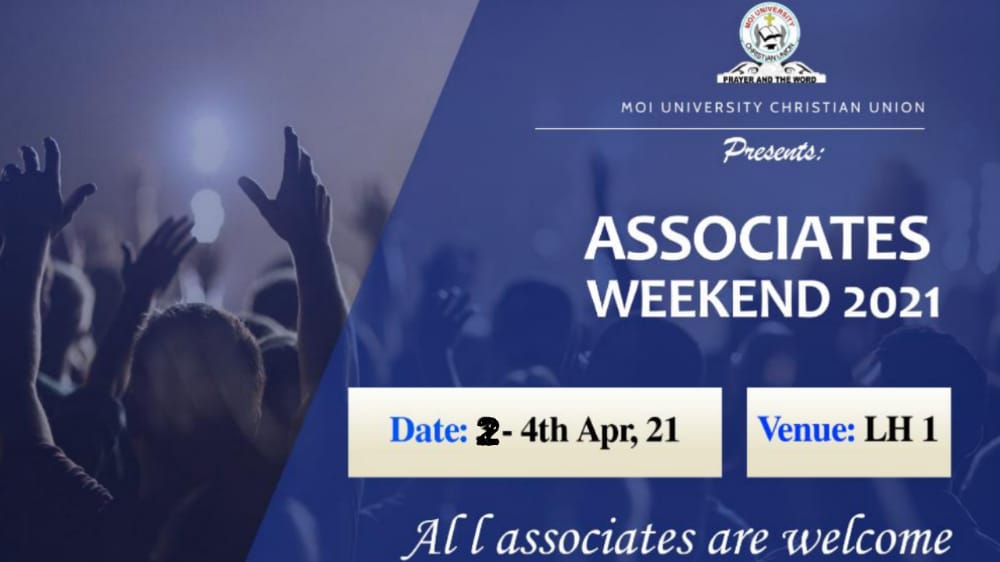 MOI UNIVERSITY
CHRISTIAN UNION
PRAYER AND THE WORD
MOI UNIVERSITY CHRISTIAN UNION
Presents:
ASSOCIATES
WEEKEND 2021
Date: 2 - 4th Apr, 21
Venue: LH 1
Al l associates are welcome